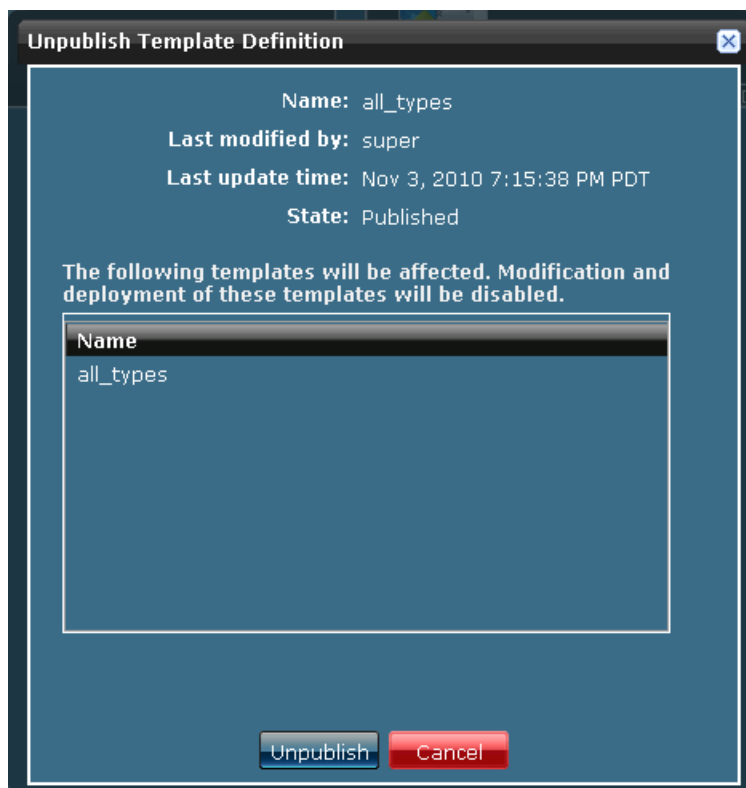 Unpublish Template Definition
Name: all_types
Last modified by: super
Last update time: Nov 3, 2010 7:15:38 PM PDT
State: Published
The following templates will be affected. Modification and
deployment of these templates will be disabled.
Name
all_types
Unpublish Cancel